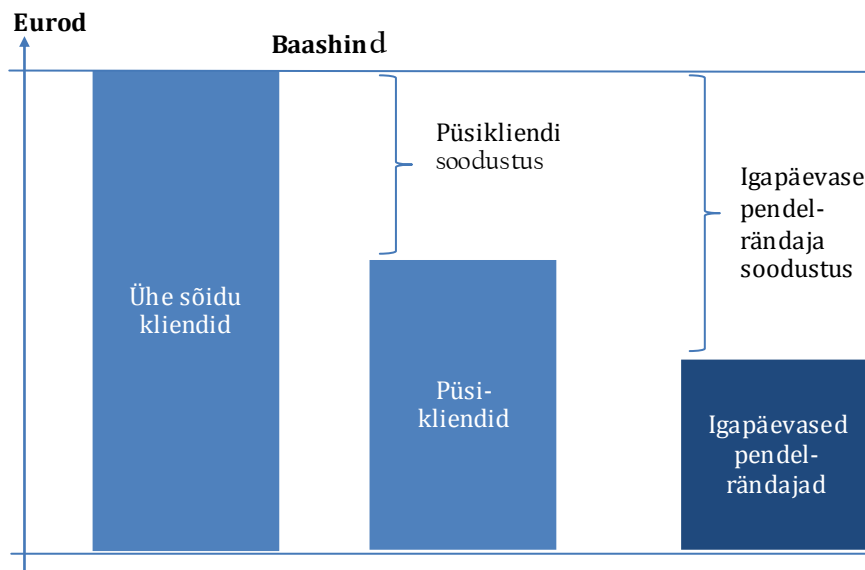 Eurod
Baashind
Püsikliendi
soodustus
Igapäevase
pendel-
rändaja
soodustus
Ühe sõidu
kliendid
Püsi-
kliendid
Igapäevased
pendel-
rändajad